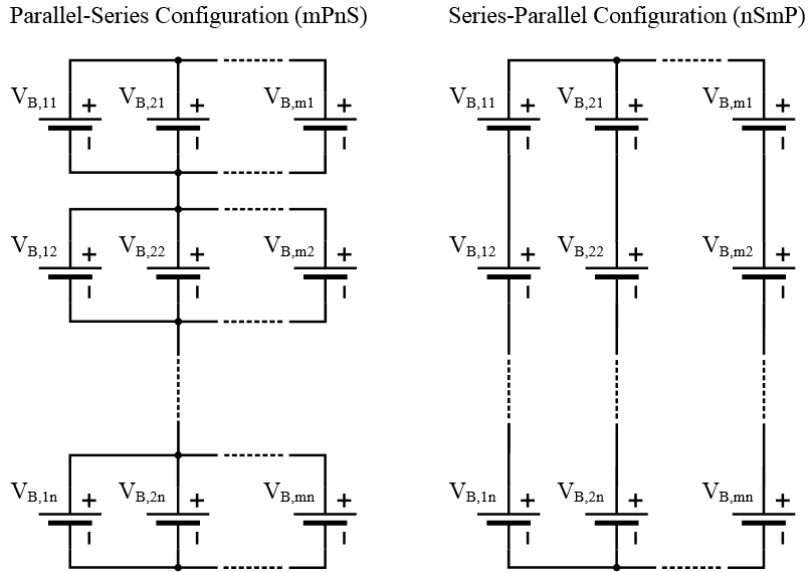 Parallel-Series Configuration (mPnS)
Series-Parallel Configuration (nSmP)
V_B,11 + V_B,21 + V_B,m1 +
V_B,11 + V_B,21 + V_B,m1 +
V_B,12 + V_B,22 + V_B,m2 +
V_B,12 + V_B,22 + V_B,m2 +
V_B,1n + V_B,2n + V_B,mn +
V_B,1n + V_B,2n + V_B,mn +